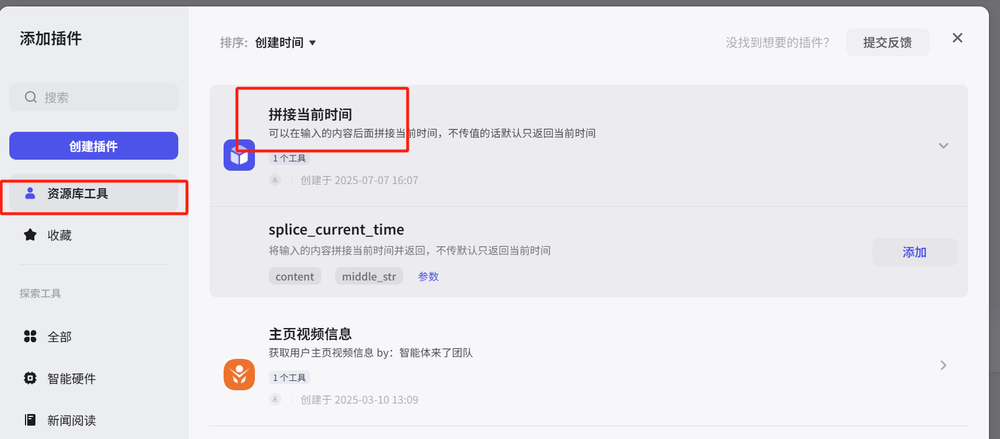 添加插件
搜索
创建插件
资源库工具
收藏
探索工具
全部
智能硬件
新闻阅读
排序: 创建时间
没找到想要的插件?
提交反馈
拼接当前时间
可以在输入的内容后面拼接当前时间，不传值的话默认只返回当前时间
1 个工具
创建于 2025-07-07 16:07
splice_current_time
将输入的内容拼接当前时间并返回，不传默认只返回当前时间
content middle_str 参数
添加
主页视频信息
获取用户主页视频信息 by：智能体来了团队
1 个工具
创建于 2025-03-10 13:09